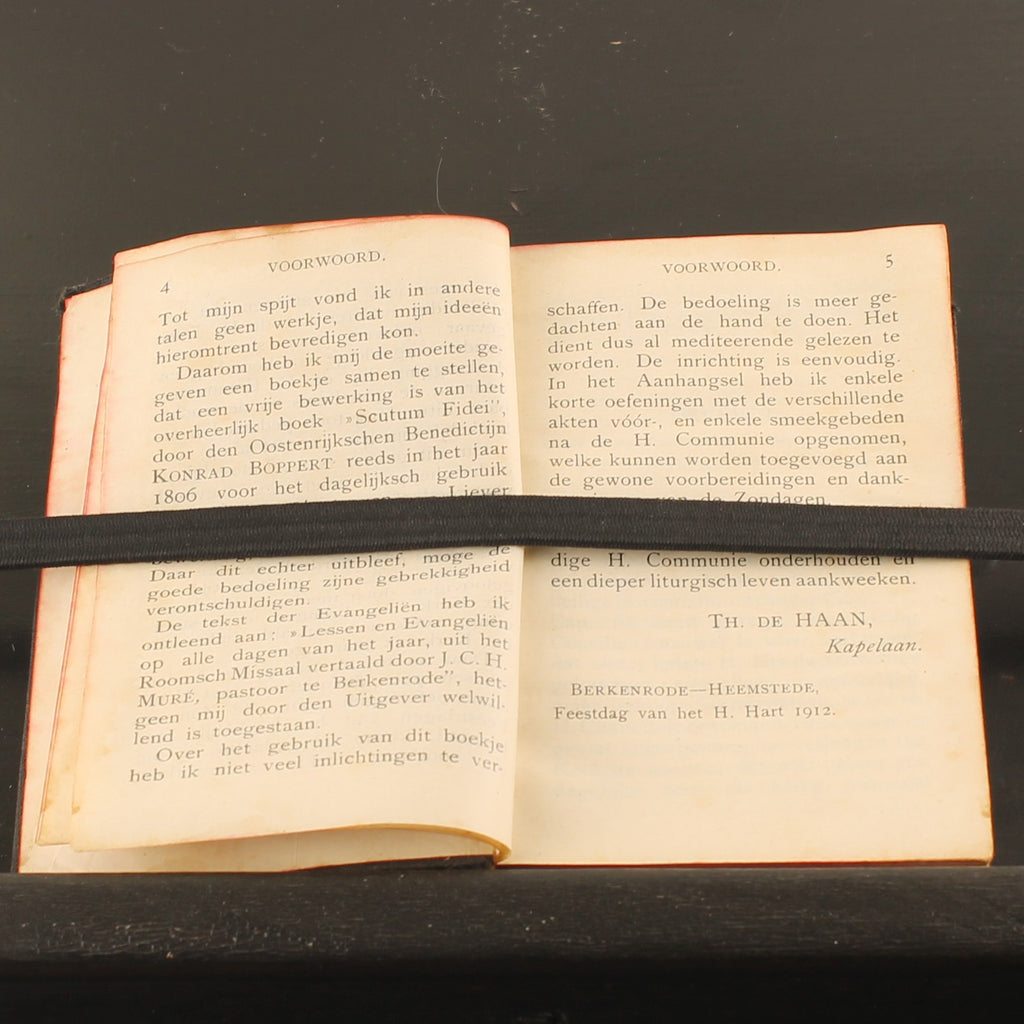 4
VOORWOORD.
Tot mijn spijt vond ik in andere
talen geen werkje, dat mijn ideeën
hieromtrent bevredigen kon.
Daarom heb ik mij de moeite ge-
geven een boekje samen te stellen,
dat een vrije bewerking is van het
overheerlijk boek »Scutum Fidei",
door den Oostenrijkschen Benedictijn
KONRAD BOPPERT reeds in het jaar
1806 voor het dagelijksch gebruik
Liever
Daar dit echter uitbleef, moge de
goede bedoeling zijne gebrekkigheid
verontschuldigen.
De tekst der Evangeliën heb ik
ontleend aan: »Lessen en Evangeliën
op alle dagen van het jaar, uit het
Roomsch Missaal vertaald door J. C. H.
MURÉ, pastoor te Berkenrode", het-
geen mij door den Uitgever welwil-
lend is toegestaan.
Over het gebruik van dit boekje
heb ik niet veel inlichtingen te ver-
VOORWOORD.
5
schaffen. De bedoeling is meer ge-
dachten aan de hand te doen. Het
dient dus al mediteerende gelezen te
worden. De inrichting is eenvoudig.
In het Aanhangsel heb ik enkele
korte oefeningen met de verschillende
akten vóór-, en enkele smeekgebeden
na de H. Communie opgenomen,
welke kunnen worden toegevoegd aan
de gewone voorbereidingen en dank-
de Zondagen.
dige H. Communie onderhouden en
een dieper liturgisch leven aankweeken.
TH. DE HAAN,
Kapelaan.
BERKENRODE—HEEMSTEDE,
Feestdag van het H. Hart 1912.